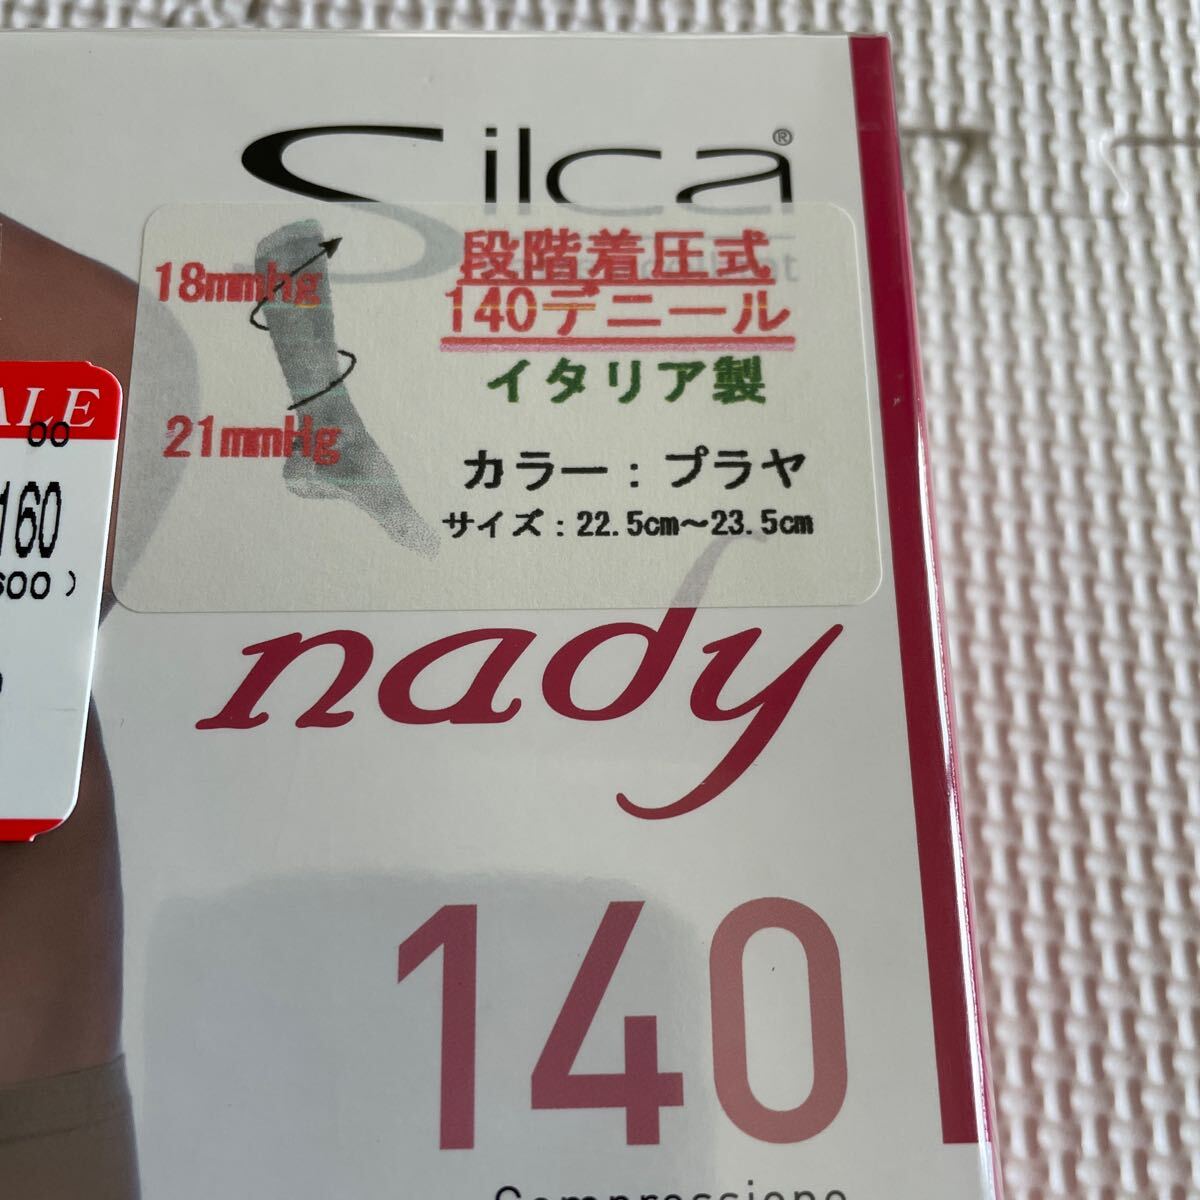 Silca®
段階着圧式
140デニール
イタリア製
18mmhg
21mmHg
カラー：プラヤ
サイズ：22.5cm～23.5cm
160
nady
140